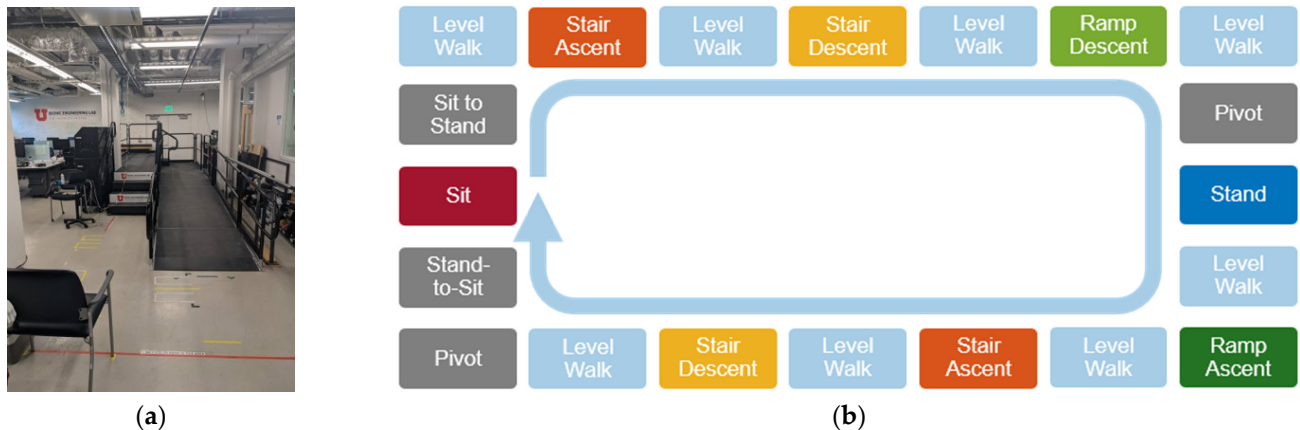 Level Walk
Stair Ascent
Level Walk
Stair Descent
Level Walk
Ramp Descent
Level Walk
Sit to Stand
Pivot
Sit
Stand
Stand-
to-Sit
Level Walk
Pivot
Level Walk
Stair Descent
Level Walk
Stair Ascent
Level Walk
Ramp Ascent
(a)
(b)